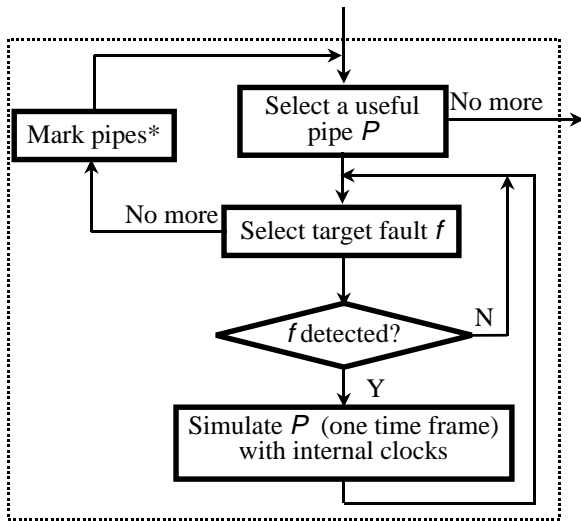 Select a useful
pipe P
No more
Mark pipes*
No more
Select target fault f
f detected?
N
Y
Simulate P (one time frame)
with internal clocks